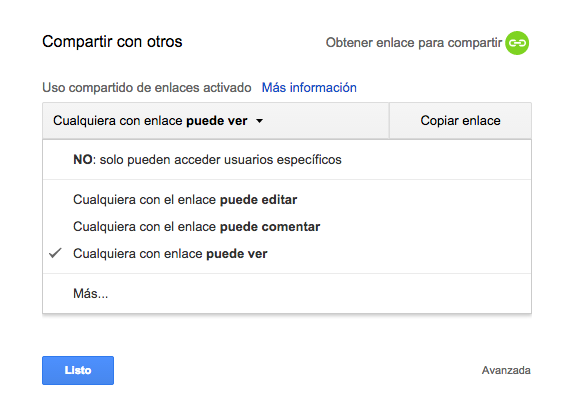 Compartir con otros
Obtener enlace para compartir
Uso compartido de enlaces activado Más información
Cualquiera con enlace puede ver
Copiar enlace
NO: solo pueden acceder usuarios específicos
Cualquiera con el enlace puede editar
Cualquiera con el enlace puede comentar
Cualquiera con enlace puede ver
Más...
Listo
Avanzada